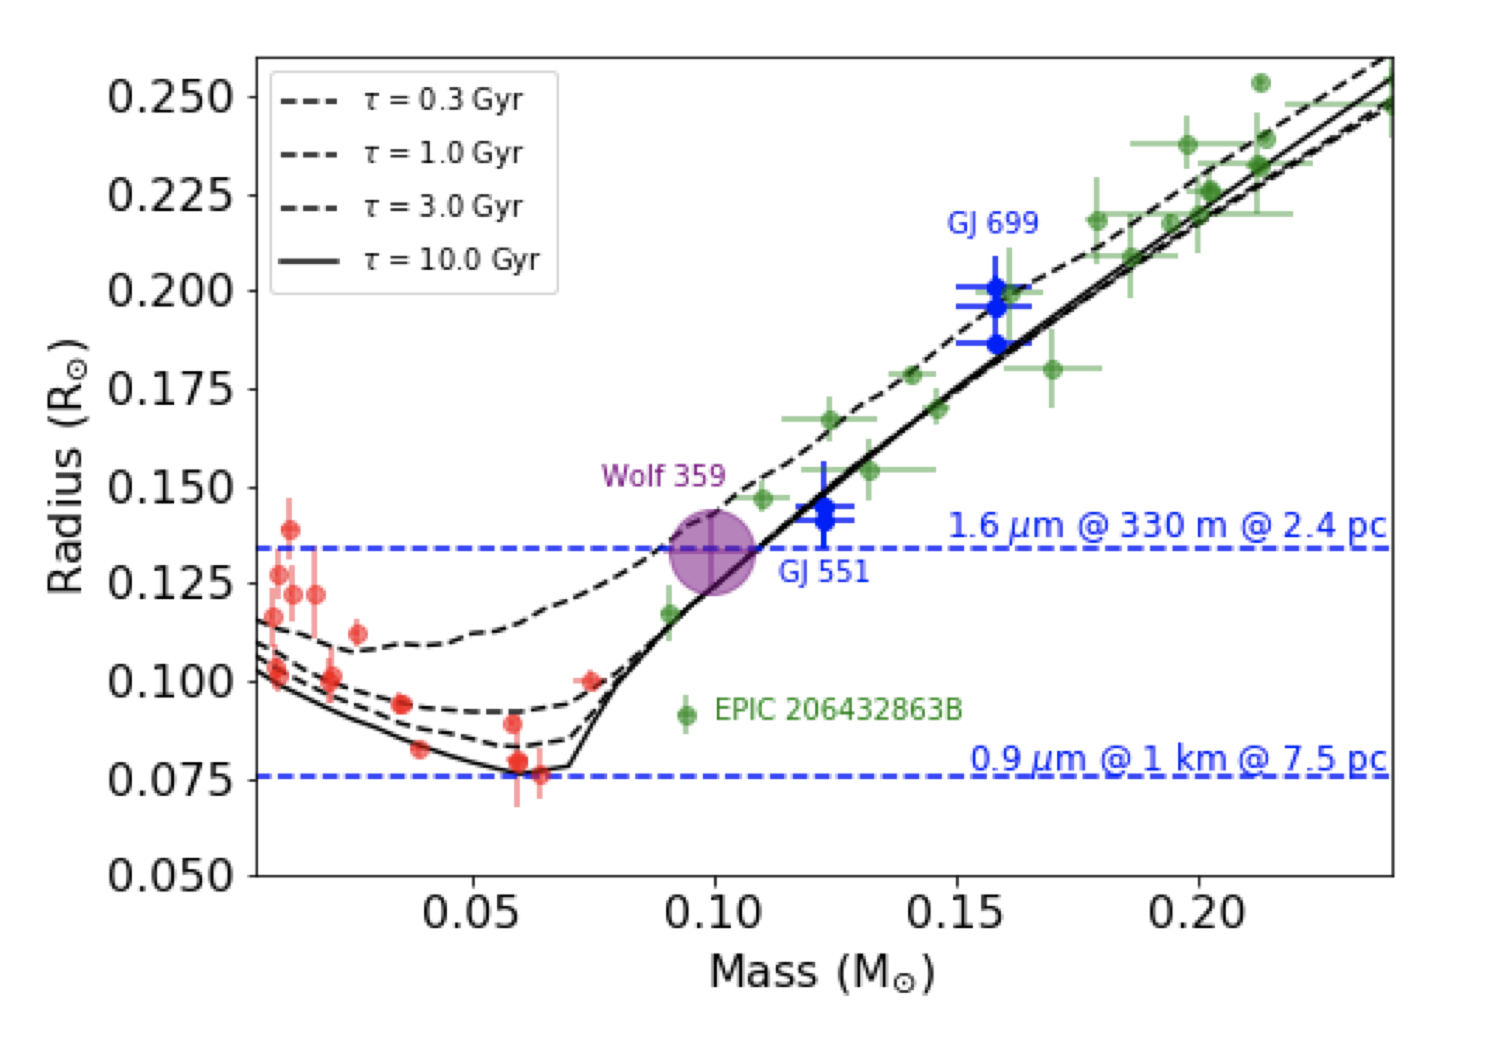 0.250
0.225
0.200
0.175
0.150
0.125
0.100
0.075
0.050
Radius (R⊙)
τ = 0.3 Gyr
τ = 1.0 Gyr
τ = 3.0 Gyr
τ = 10.0 Gyr
GJ 699
Wolf 359
1.6 μm @ 330 m @ 2.4 pc
GJ 551
EPIC 206432863B
0.9 μm @ 1 km @ 7.5 pc
0.05 0.10 0.15 0.20
Mass (M⊙)